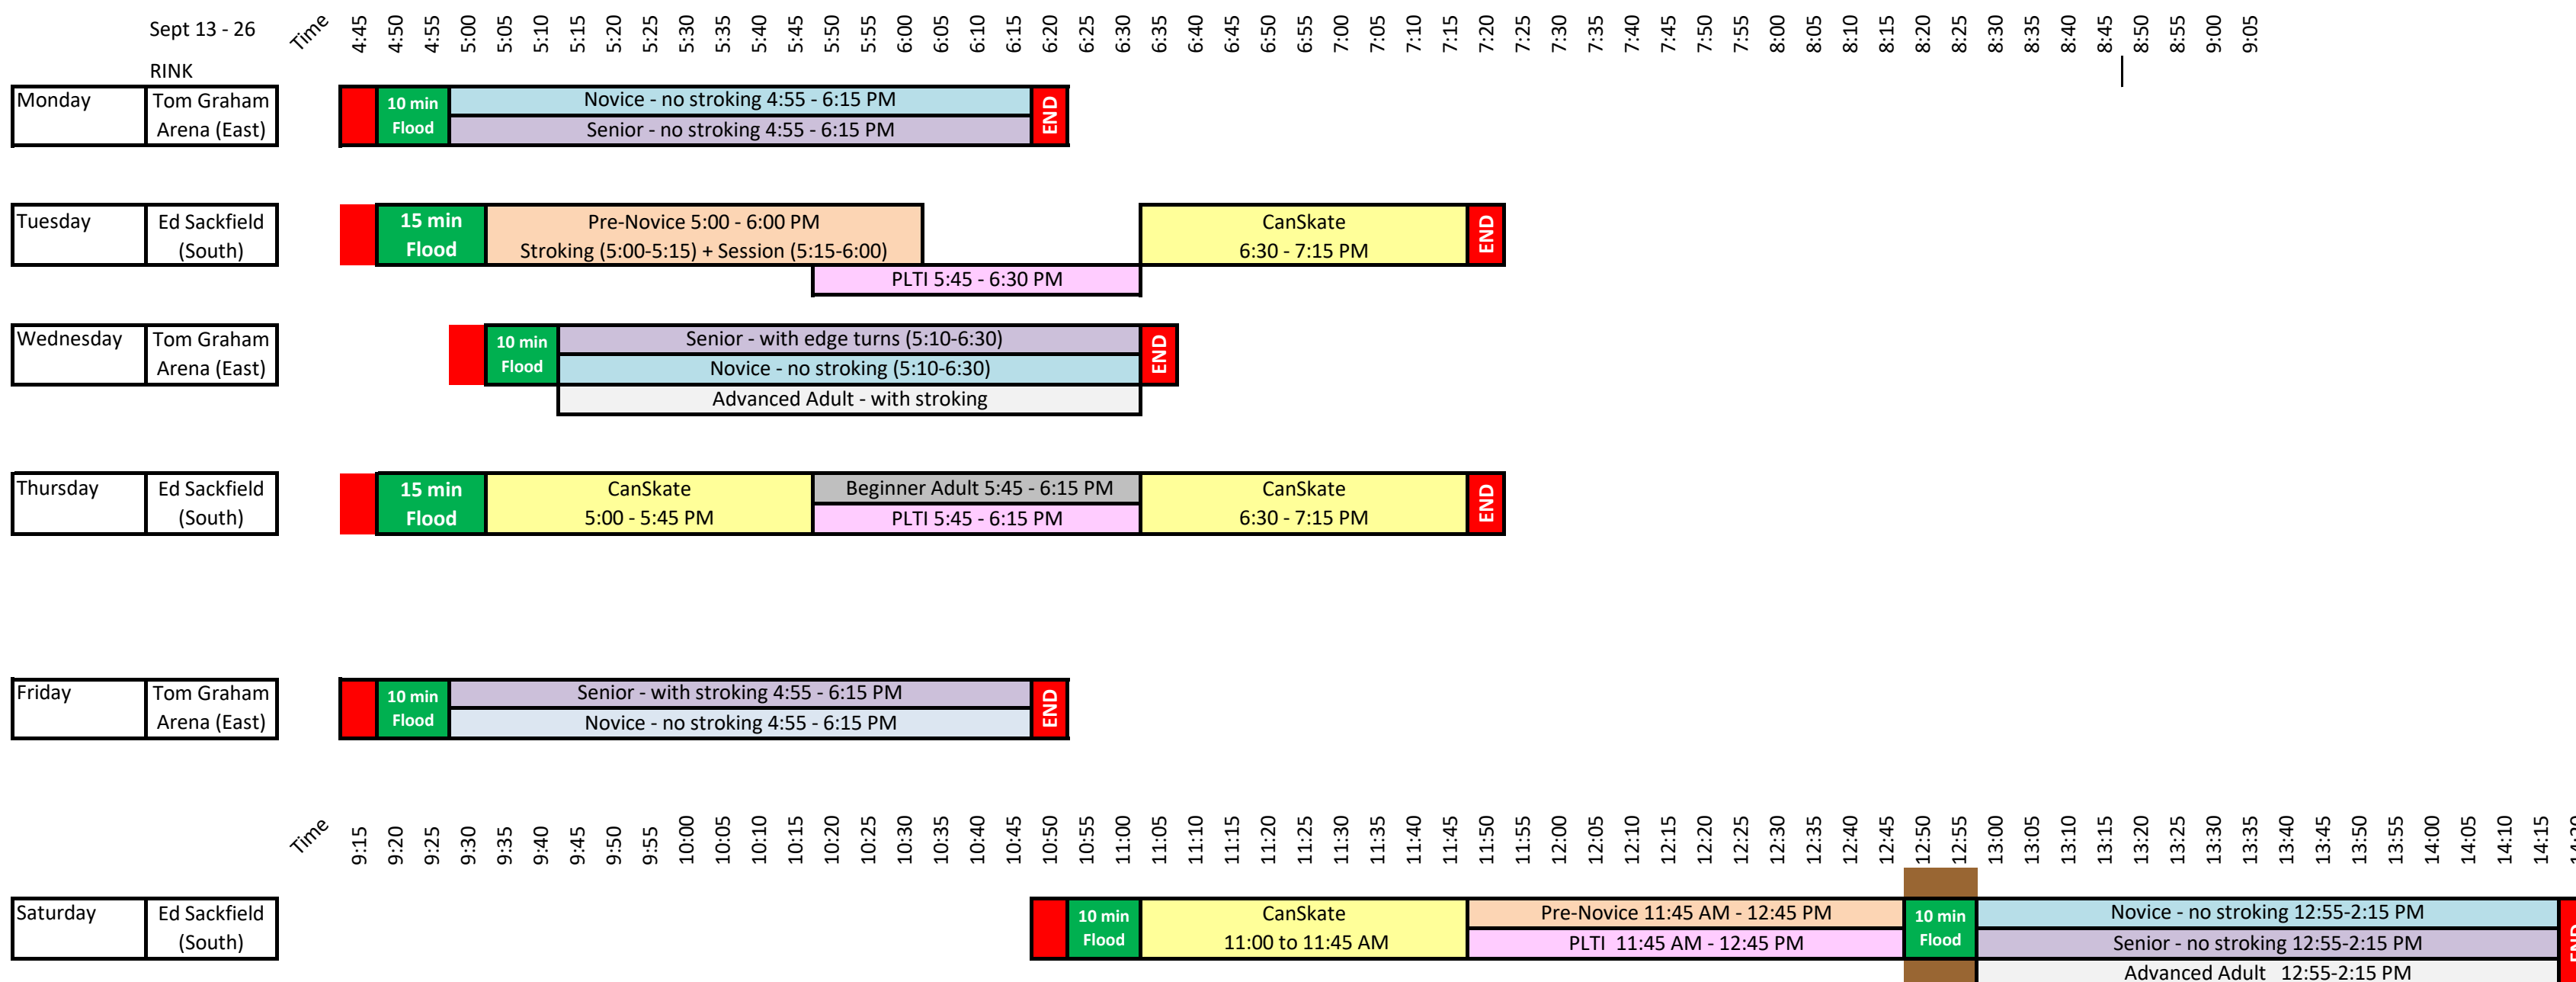 Sept 13 - 26
Time 4:45 4:50 4:55 5:00 5:05 5:10 5:15 5:20 5:25 5:30 5:35 5:40 5:45 5:50 5:55 6:00 6:05 6:10 6:15 6:20 6:25 6:30 6:35 6:40 6:45 6:50 6:55 7:00 7:05 7:10 7:15 7:20 7:25 7:30 7:35 7:40 7:45 7:50 7:55 8:00 8:05 8:10 8:15 8:20 8:25 8:30 8:35 8:40 8:45 8:50 8:55 9:00 9:05
RINK
Monday
Tom Graham
Arena (East)
10 min
Flood
Novice - no stroking 4:55 - 6:15 PM
Senior - no stroking 4:55 - 6:15 PM
END
Tuesday
Ed Sackfield
(South)
15 min
Flood
Pre-Novice 5:00 - 6:00 PM
Stroking (5:00-5:15) + Session (5:15-6:00)
PLTI 5:45 - 6:30 PM
CanSkate
6:30 - 7:15 PM
END
Wednesday
Tom Graham
Arena (East)
10 min
Flood
Senior - with edge turns (5:10-6:30)
Novice - no stroking (5:10-6:30)
Advanced Adult - with stroking
END
Thursday
Ed Sackfield
(South)
15 min
Flood
CanSkate
5:00 - 5:45 PM
Beginner Adult 5:45 - 6:15 PM
PLTI 5:45 - 6:15 PM
CanSkate
6:30 - 7:15 PM
END
Friday
Tom Graham
Arena (East)
10 min
Flood
Senior - with stroking 4:55 - 6:15 PM
Novice - no stroking 4:55 - 6:15 PM
END
Time 9:15 9:20 9:25 9:30 9:35 9:40 9:45 9:50 9:55 10:00 10:05 10:10 10:15 10:20 10:25 10:30 10:35 10:40 10:45 10:50 10:55 11:00 11:05 11:10 11:15 11:20 11:25 11:30 11:35 11:40 11:45 11:50 11:55 12:00 12:05 12:10 12:15 12:20 12:25 12:30 12:35 12:40 12:45 12:50 12:55 13:00 13:05 13:10 13:15 13:20 13:25 13:30 13:35 13:40 13:45 13:50 13:55 14:00 14:05 14:10 14:15
Saturday
Ed Sackfield
(South)
10 min
Flood
CanSkate
11:00 to 11:45 AM
Pre-Novice 11:45 AM - 12:45 PM
PLTI 11:45 AM - 12:45 PM
10 min
Flood
Novice - no stroking 12:55-2:15 PM
Senior - no stroking 12:55-2:15 PM
Advanced Adult 12:55-2:15 PM
END